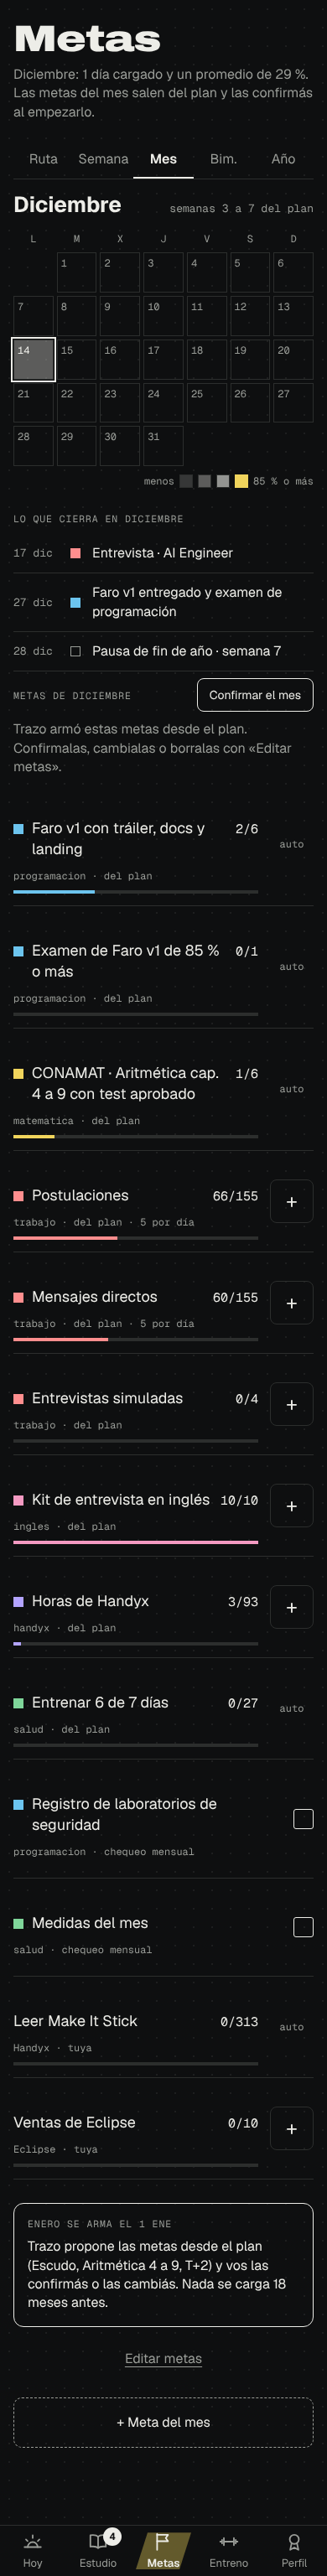 Metas
Diciembre: 1 día cargado y un promedio de 29 %.
Las metas del mes salen del plan y las confirmás
al empezarlo.
Ruta Semana Mes Bim. Año
Diciembre semanas 3 a 7 del plan
L M X J V S D
1 2 3 4 5 6
7 8 9 10 11 12 13
14 15 16 17 18 19 20
21 22 23 24 25 26 27
28 29 30 31
menos 85 % o más
LO QUE CIERRA EN DICIEMBRE
17 dic Entrevista · AI Engineer
27 dic Faro v1 entregado y examen de
programación
28 dic Pausa de fin de año · semana 7
METAS DE DICIEMBRE Confirmar el mes
Trazo armó estas metas desde el plan.
Confirmalas, cambialas o borralas con «Editar
metas».
Faro v1 con tráiler, docs y 2/6
landing auto
programacion · del plan
Examen de Faro v1 de 85 % 0/1
o más auto
programacion · del plan
CONAMAT · Aritmética cap. 1/6
4 a 9 con test aprobado auto
matematica · del plan
Postulaciones 66/155 +
trabajo · del plan · 5 por día
Mensajes directos 60/155 +
trabajo · del plan · 5 por día
Entrevistas simuladas 0/4 +
trabajo · del plan
Kit de entrevista en inglés 10/10 +
ingles · del plan
Horas de Handyx 3/93 +
handyx · del plan
Entrenar 6 de 7 días 0/27 auto
salud · del plan
Registro de laboratorios de
seguridad
programacion · chequeo mensual
Medidas del mes
salud · chequeo mensual
Leer Make It Stick 0/313 auto
Handyx · tuya
Ventas de Eclipse 0/10 +
Eclipse · tuya
ENERO SE ARMA EL 1 ENE
Trazo propone las metas desde el plan
(Escudo, Aritmética 4 a 9, T+2) y vos las
confirmás o las cambiás. Nada se carga 18
meses antes.
Editar metas
+ Meta del mes
4
Hoy Estudio Metas Entreno Perfil